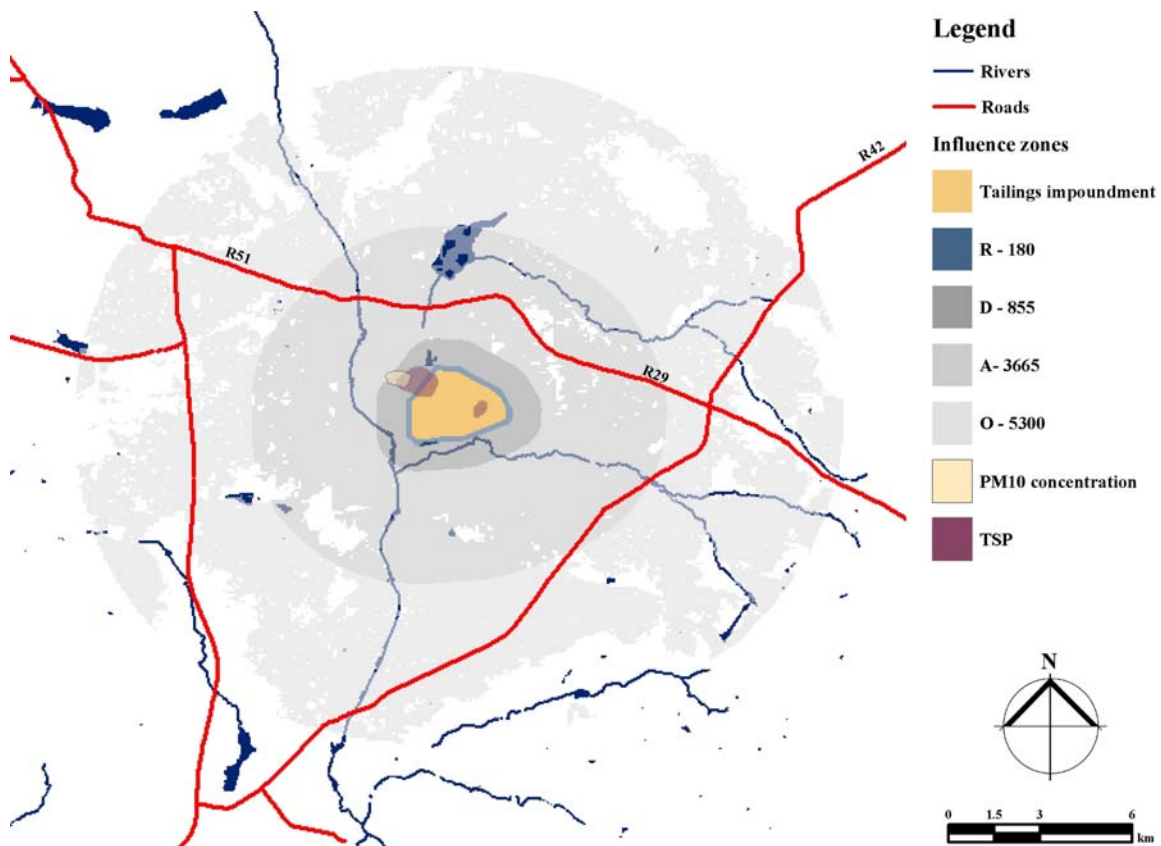 Legend
Rivers
Roads
Influence zones
Tailings impoundment
R - 180
D - 855
A- 3665
O - 5300
PM10 concentration
TSP
R42
R51
R29
N
0 1.5 3 6
km